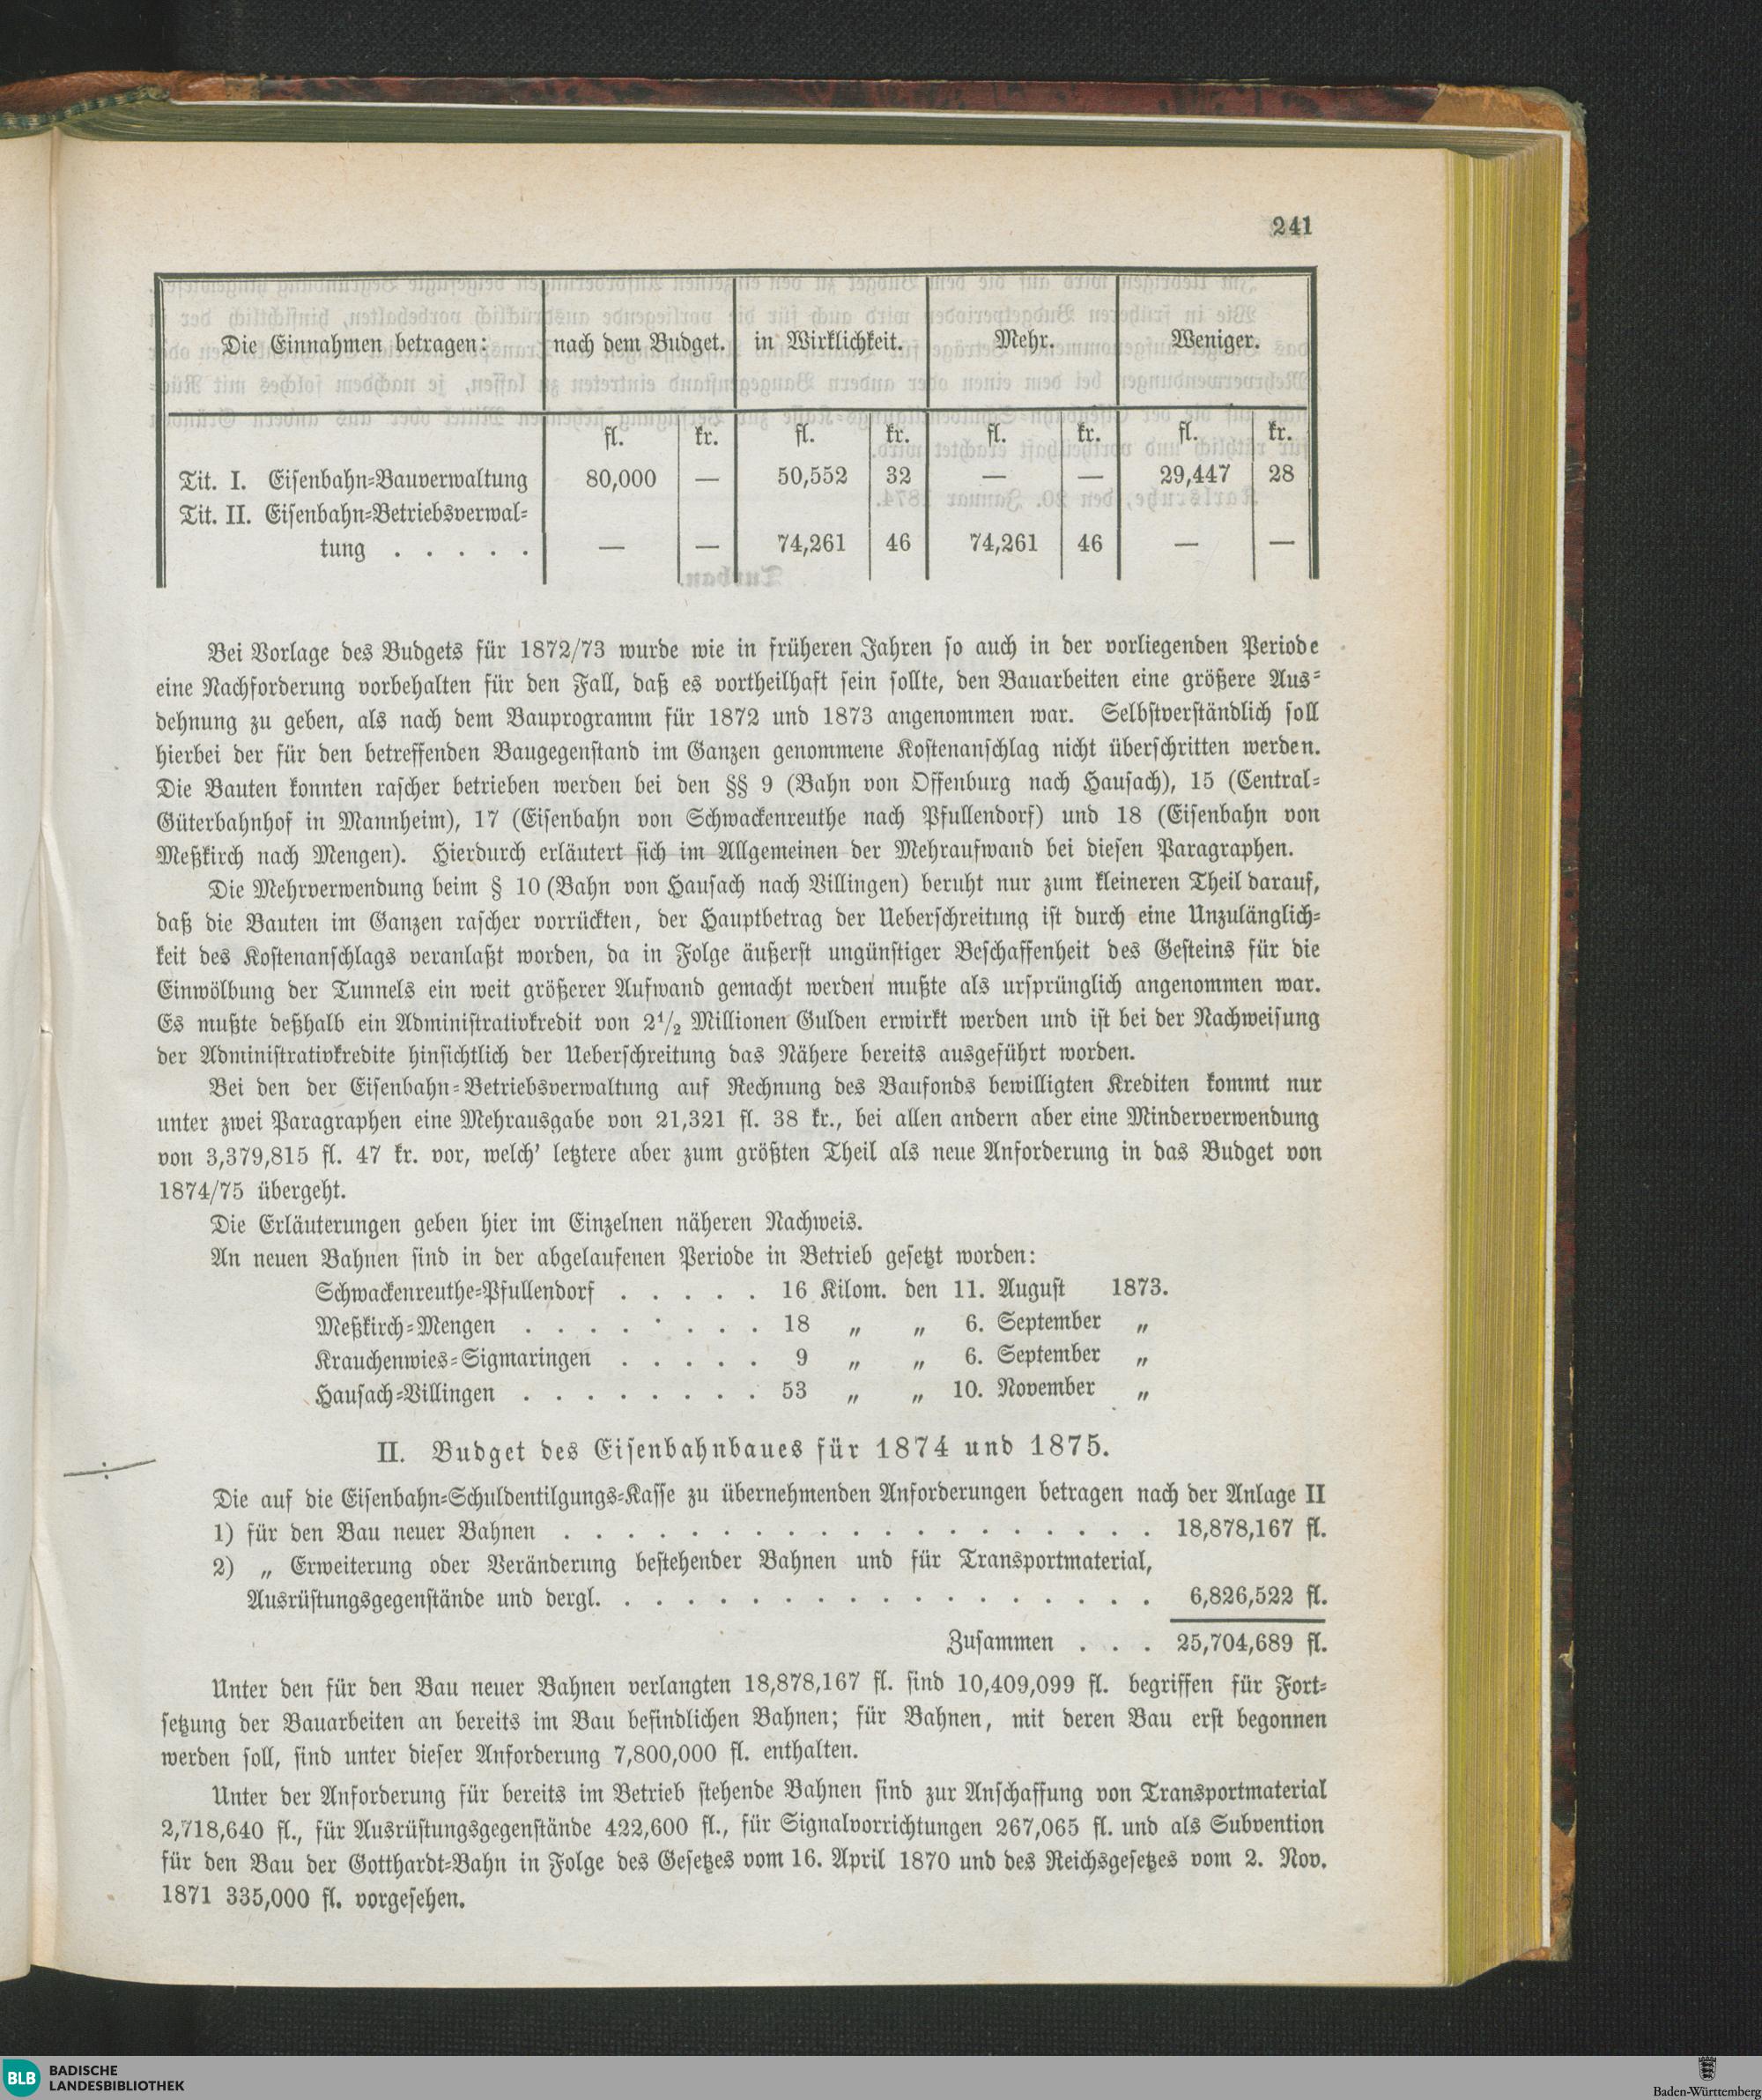 241
Die Einnahmen betragen: nach dem Budget. in Wirklichkeit. Mehr. Weniger.
fl. kr. fl. kr. fl. kr. fl. kr.
Tit. I. Eisenbahn=Bauverwaltung 80,000 — 50,552 32 — — 29,447 28
Tit. II. Eisenbahn=Betriebsverwal=
tung . . . . . — — 74,261 46 74,261 46 — —
Bei Vorlage des Budgets für 1872/73 wurde wie in früheren Jahren so auch in der vorliegenden Periode
eine Nachforderung vorbehalten für den Fall, daß es vortheilhaft sein sollte, den Bauarbeiten eine größere Aus=
dehnung zu geben, als nach dem Bauprogramm für 1872 und 1873 angenommen war. Selbstverständlich soll
hierbei der für den betreffenden Baugegenstand im Ganzen genommene Kostenanschlag nicht überschritten werden.
Die Bauten konnten rascher betrieben werden bei den §§ 9 (Bahn von Offenburg nach Hausach), 15 (Central=
Güterbahnhof in Mannheim), 17 (Eisenbahn von Schwackenreuthe nach Pfullendorf) und 18 (Eisenbahn von
Meßkirch nach Mengen). Hierdurch erläutert sich im Allgemeinen der Mehraufwand bei diesen Paragraphen.
Die Mehrverwendung beim § 10 (Bahn von Hausach nach Villingen) beruht nur zum kleineren Theil darauf,
daß die Bauten im Ganzen rascher vorrückten, der Hauptbetrag der Ueberschreitung ist durch eine Unzulänglich=
keit des Kostenanschlags veranlaßt worden, da in Folge äußerst ungünstiger Beschaffenheit des Gesteins für die
Einwölbung der Tunnels ein weit größerer Aufwand gemacht werden mußte als ursprünglich angenommen war.
Es mußte deßhalb ein Administrativkredit von 2½ Millionen Gulden erwirkt werden und ist bei der Nachweisung
der Administrativkredite hinsichtlich der Ueberschreitung das Nähere bereits ausgeführt worden.
Bei den der Eisenbahn=Betriebsverwaltung auf Rechnung des Baufonds bewilligten Krediten kommt nur
unter zwei Paragraphen eine Mehrausgabe von 21,321 fl. 38 kr., bei allen andern aber eine Minderverwendung
von 3,379,815 fl. 47 kr. vor, welch' letztere aber zum größten Theil als neue Anforderung in das Budget von
1874/75 übergeht.
Die Erläuterungen geben hier im Einzelnen näheren Nachweis.
An neuen Bahnen sind in der abgelaufenen Periode in Betrieb gesetzt worden:
Schwackenreuthe=Pfullendorf . . . . . 16 Kilom. den 11. August 1873.
Meßkirch=Mengen . . . . . . . . 18 „ „ 6. September „
Krauchenwies=Sigmaringen . . . . . 9 „ „ 6. September „
Hausach=Villingen . . . . . . . . 53 „ „ 10. November „
II. Budget des Eisenbahnbaues für 1874 und 1875.
Die auf die Eisenbahn=Schuldentilgungs=Kasse zu übernehmenden Anforderungen betragen nach der Anlage II
1) für den Bau neuer Bahnen . . . . . . . . . . . . . . . . . . . 18,878,167 fl.
2) „ Erweiterung oder Veränderung bestehender Bahnen und für Transportmaterial,
Ausrüstungsgegenstände und dergl. . . . . . . . . . . . . . . . . . 6,826,522 fl.
Zusammen . . . 25,704,689 fl.
Unter den für den Bau neuer Bahnen verlangten 18,878,167 fl. sind 10,409,099 fl. begriffen für Fort=
setzung der Bauarbeiten an bereits im Bau befindlichen Bahnen; für Bahnen, mit deren Bau erst begonnen
werden soll, sind unter dieser Anforderung 7,800,000 fl. enthalten.
Unter der Anforderung für bereits im Betrieb stehende Bahnen sind zur Anschaffung von Transportmaterial
2,718,640 fl., für Ausrüstungsgegenstände 422,600 fl., für Signalvorrichtungen 267,065 fl. und als Subvention
für den Bau der Gotthardt=Bahn in Folge des Gesetzes vom 16. April 1870 und des Reichsgesetzes vom 2. Nov.
1871 335,000 fl. vorgesehen.
BLB BADISCHE
LANDESBIBLIOTHEK
Baden-Württemberg